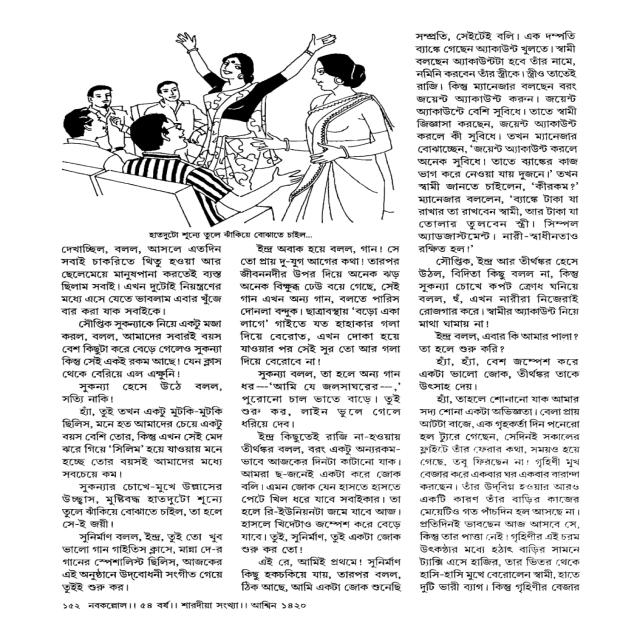 হাতদুটো শূন্যে তুলে ঝাঁকিয়ে বোঝাতে চাইল...
দেখাচ্ছিল, বলল, আসলে এতদিন
সবাই চাকরিতে থিতু হওয়া আর
ছেলেমেয়ে মানুষপানা করতেই ব্যস্ত
ছিলাম সবাই। এখন দুটোই নিয়ন্ত্রণের
মধ্যে এসে যেতে ভাবলাম এবার খুঁজে
বার করা যাক সবাইকে।
সৌপ্তিক সুকন্যাকে নিয়ে একটু মজা
করল, বলল, আমাদের সবারই বয়স
বেশ কিছুটা করে বেড়ে গেলেও সুকন্যা
কিন্তু সেই একই রকম আছে। যেন ক্লাস
থেকে বেরিয়ে এল এক্ষুনি।
সুকন্যা হেসে উঠে বলল,
সত্যি নাকি!
হ্যাঁ, তুই তখন একটু মুটকি-মুটকি
ছিলিস, মনে হত আমাদের চেয়ে একটু
বয়স বেশি তোর, কিন্তু এখন সেই মেদ
ঝরে গিয়ে ‘সিলিম’ হয়ে যাওয়ায় মনে
হচ্ছে তোর বয়সই আমাদের মধ্যে
সবচেয়ে কম।
সুকন্যার চোখে-মুখে উল্লাসের
উচ্ছ্বাস, মুষ্টিবদ্ধ হাতদুটো শূন্যে
তুলে ঝাঁকিয়ে বোঝাতে চাইল, তা হলে
সে-ই জয়ী।
সুনির্মাণ বলল, ইন্দ্র, তুই তো খুব
ভালো গান গাইতিস ক্লাসে, মান্না দে-র
গানের স্পেশালিস্ট ছিলিস, আজকের
এই অনুষ্ঠানে উদ্‌বোধনী সংগীত গেয়ে
তুইই শুরু কর।
ইন্দ্র অবাক হয়ে বলল, গান! সে
তো প্রায় দু-যুগ আগের কথা! তারপর
জীবননদীর উপর দিয়ে অনেক ঝড়
অনেক বিক্ষুব্ধ ঢেউ বয়ে গেছে, সেই
গান এখন অন্য গান, বলতে পারিস
দোনলা বন্দুক। ছাত্রাবস্থায় ‘বড়ো একা
লাগে’ গাইতে যত হাহাকার গলা
দিয়ে বেরোত, এখন দোকা হয়ে
যাওয়ার পর সেই সুর তো আর গলা
দিয়ে বেরোবে না!
সুকন্যা বলল, তা হলে অন্য গান
ধর—‘আমি যে জলসাঘরের—,’
পুরোনো চাল ভাতে বাড়ে। তুই
শুরু কর, লাইন ভুলে গেলে
ধরিয়ে দেব।
ইন্দ্র কিছুতেই রাজি না-হওয়ায়
তীর্থঙ্কর বলল, বরং একটু অন্যরকম-
ভাবে আজকের দিনটা কাটানো যাক।
আমরা ছ-জনেই একটা করে জোক
বলি। এমন জোক যেন হাসতে হাসতে
পেটে খিল ধরে যাবে সবাইকার। তা
হলে রি-ইউনিয়নটা জমে যাবে আজ।
হাসলে খিদেটাও জম্পেশ করে বেড়ে
যাবে। তুই, সুনির্মাণ, তুই একটা জোক
শুরু কর তো!
এই রে, আমিই প্রথমে! সুনির্মাণ
কিছু হকচকিয়ে যায়, তারপর বলল,
ঠিক আছে, আমি একটা জোক শুনেছি
সম্প্রতি, সেইটেই বলি। এক দম্পতি
ব্যাঙ্কে গেছেন অ্যাকাউন্ট খুলতে। স্বামী
বলছেন অ্যাকাউন্টটা হবে তাঁর নামে,
নমিনি করবেন তাঁর স্ত্রীকে। স্ত্রীও তাতেই
রাজি। কিন্তু ম্যানেজার বলছেন বরং
জয়েন্ট অ্যাকাউন্ট করুন। জয়েন্ট
অ্যাকাউন্টে বেশি সুবিধে। তাতে স্বামী
জিজ্ঞাসা করছেন, জয়েন্ট অ্যাকাউন্ট
করলে কী সুবিধে। তখন ম্যানেজার
বোঝাচ্ছেন, ‘জয়েন্ট অ্যাকাউন্ট করলে
অনেক সুবিধে। তাতে ব্যাঙ্কের কাজ
ভাগ করে নেওয়া যায় দুজনে।’ তখন
স্বামী জানতে চাইলেন, ‘কীরকম?’
ম্যানেজার বললেন, ‘ব্যাঙ্কে টাকা যা
রাখার তা রাখবেন স্বামী, আর টাকা যা
তোলার তুলবেন স্ত্রী। সিম্পল
অ্যাডজাস্টমেন্ট। নারী-স্বাধীনতাও
রক্ষিত হল!’
সৌপ্তিক, ইন্দ্র আর তীর্থঙ্কর হেসে
উঠল, বিদিতা কিছু বলল না, কিন্তু
সুকন্যা চোখে কপট ক্রোধ ঘনিয়ে
বলল, হুঁ, এখন নারীরা নিজেরাই
রোজগার করে। স্বামীর অ্যাকাউন্ট নিয়ে
মাথা ঘামায় না!
ইন্দ্র বলল, এবার কি আমার পালা?
তা হলে শুরু করি?
হ্যাঁ, হ্যাঁ, বেশ জম্পেশ করে
একটা ভালো জোক, তীর্থঙ্কর তাকে
উৎসাহ দেয়।
হ্যাঁ, তাহলে শোনানো যাক আমার
সদ্য শোনা একটা অভিজ্ঞতা। বেলা প্রায়
আটটা বাজে, এক গৃহকর্তা দিন পনেরো
হল ট্যুরে গেছেন, সেদিনই সকালের
ফ্লাইটে তাঁর ফেরার কথা, সময়ও হয়ে
গেছে, তবু ফিরছেন না! গৃহিণী মুখ
বেজার করে একবার ঘর একবার বারান্দা
করছেন। তাঁর উদ্‌বিগ্ন হওয়ার আরও
একটি কারণ তাঁর বাড়ির কাজের
মেয়েটিও গত পাঁচদিন হল আসছে না।
প্রতিদিনই ভাবছেন আজ আসবে সে,
কিন্তু তার পাত্তা নেই। গৃহিণীর এই চরম
উৎকণ্ঠার মধ্যে হঠাৎ বাড়ির সামনে
ট্যাক্সি এসে হাজির, তার ভিতর থেকে
হাসি-হাসি মুখে বেরোলেন স্বামী, হাতে
দুটি ভারী ব্যাগ। কিন্তু গৃহিণীর বেজার
১৫২ নবকল্লোল।। ৫৪ বর্ষ।। শারদীয়া সংখ্যা।। আশ্বিন ১৪২০